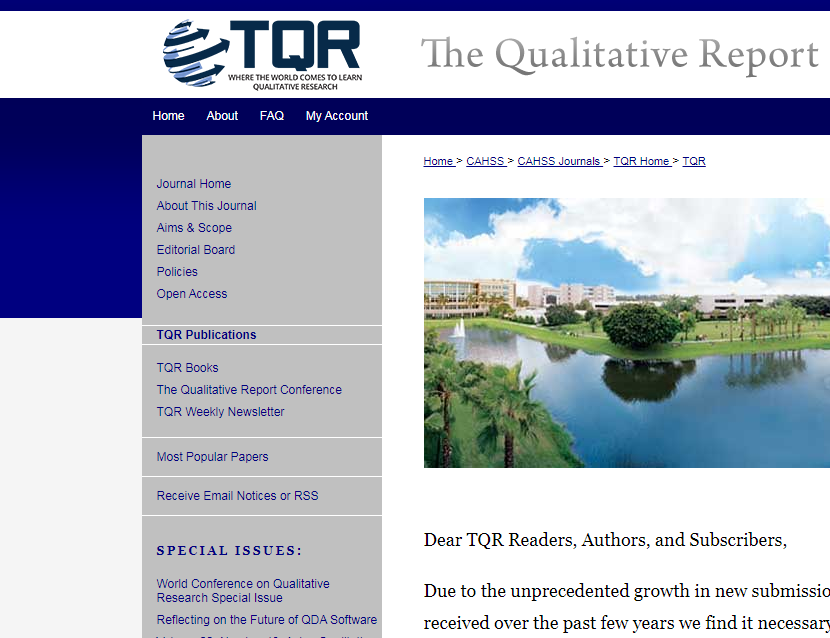 TQR
WHERE THE WORLD COMES TO LEARN
QUALITATIVE RESEARCH
The Qualitative Report
Home About FAQ My Account
Home > CAHSS > CAHSS Journals > TQR Home > TQR
Journal Home
About This Journal
Aims & Scope
Editorial Board
Policies
Open Access
TQR Publications
TQR Books
The Qualitative Report Conference
TQR Weekly Newsletter
Most Popular Papers
Receive Email Notices or RSS
SPECIAL ISSUES:
World Conference on Qualitative
Research Special Issue
Reflecting on the Future of QDA Software
Dear TQR Readers, Authors, and Subscribers,
Due to the unprecedented growth in new submissio
received over the past few years we find it necessary